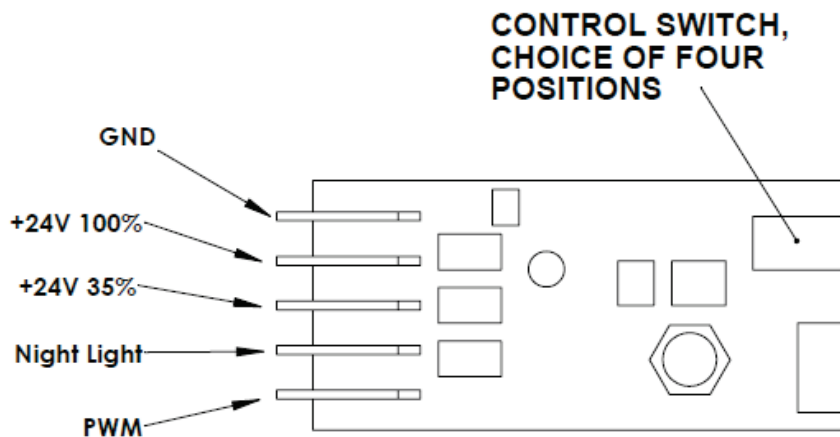 CONTROL SWITCH,
CHOICE OF FOUR
POSITIONS
GND
+24V 100%
+24V 35%
Night Light
PWM